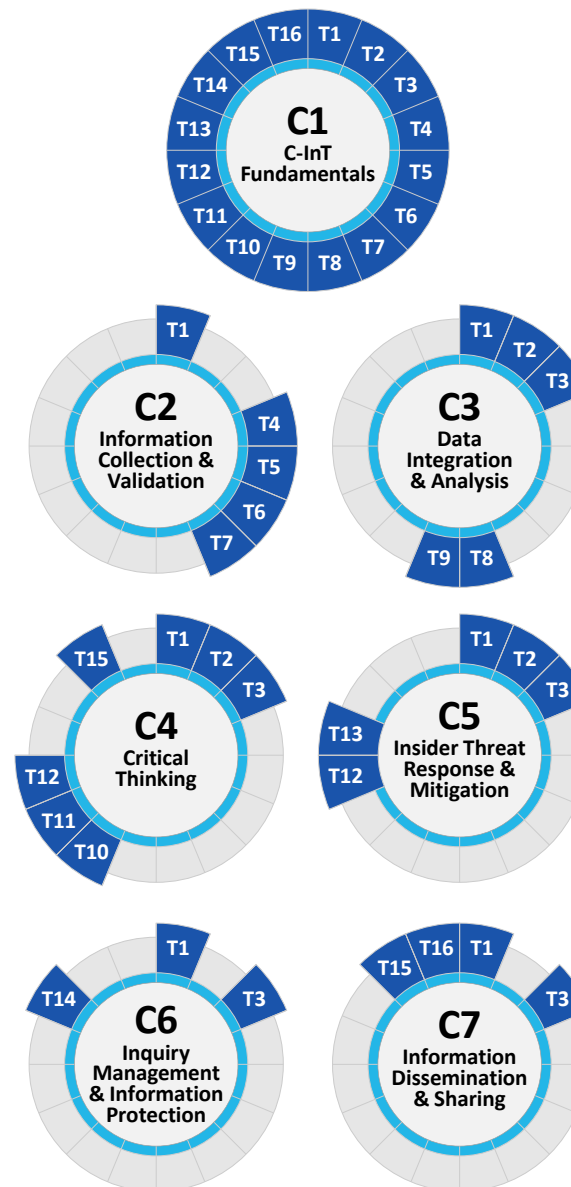 T16
T1
T2
T3
T4
T5
T6
T7
T8
T9
T10
T11
T12
T13
T14
T15
C1
C-InT
Fundamentals
T1
T4
T5
T6
T7
C2
Information
Collection &
Validation
T1
T2
T3
T8
T9
C3
Data
Integration
& Analysis
T15
T1
T2
T3
T12
T11
T10
C4
Critical
Thinking
T1
T2
T3
T13
T12
C5
Insider Threat
Response &
Mitigation
T1
T3
T14
C6
Inquiry
Management
& Information
Protection
T15
T16
T1
T3
C7
Information
Dissemination
& Sharing